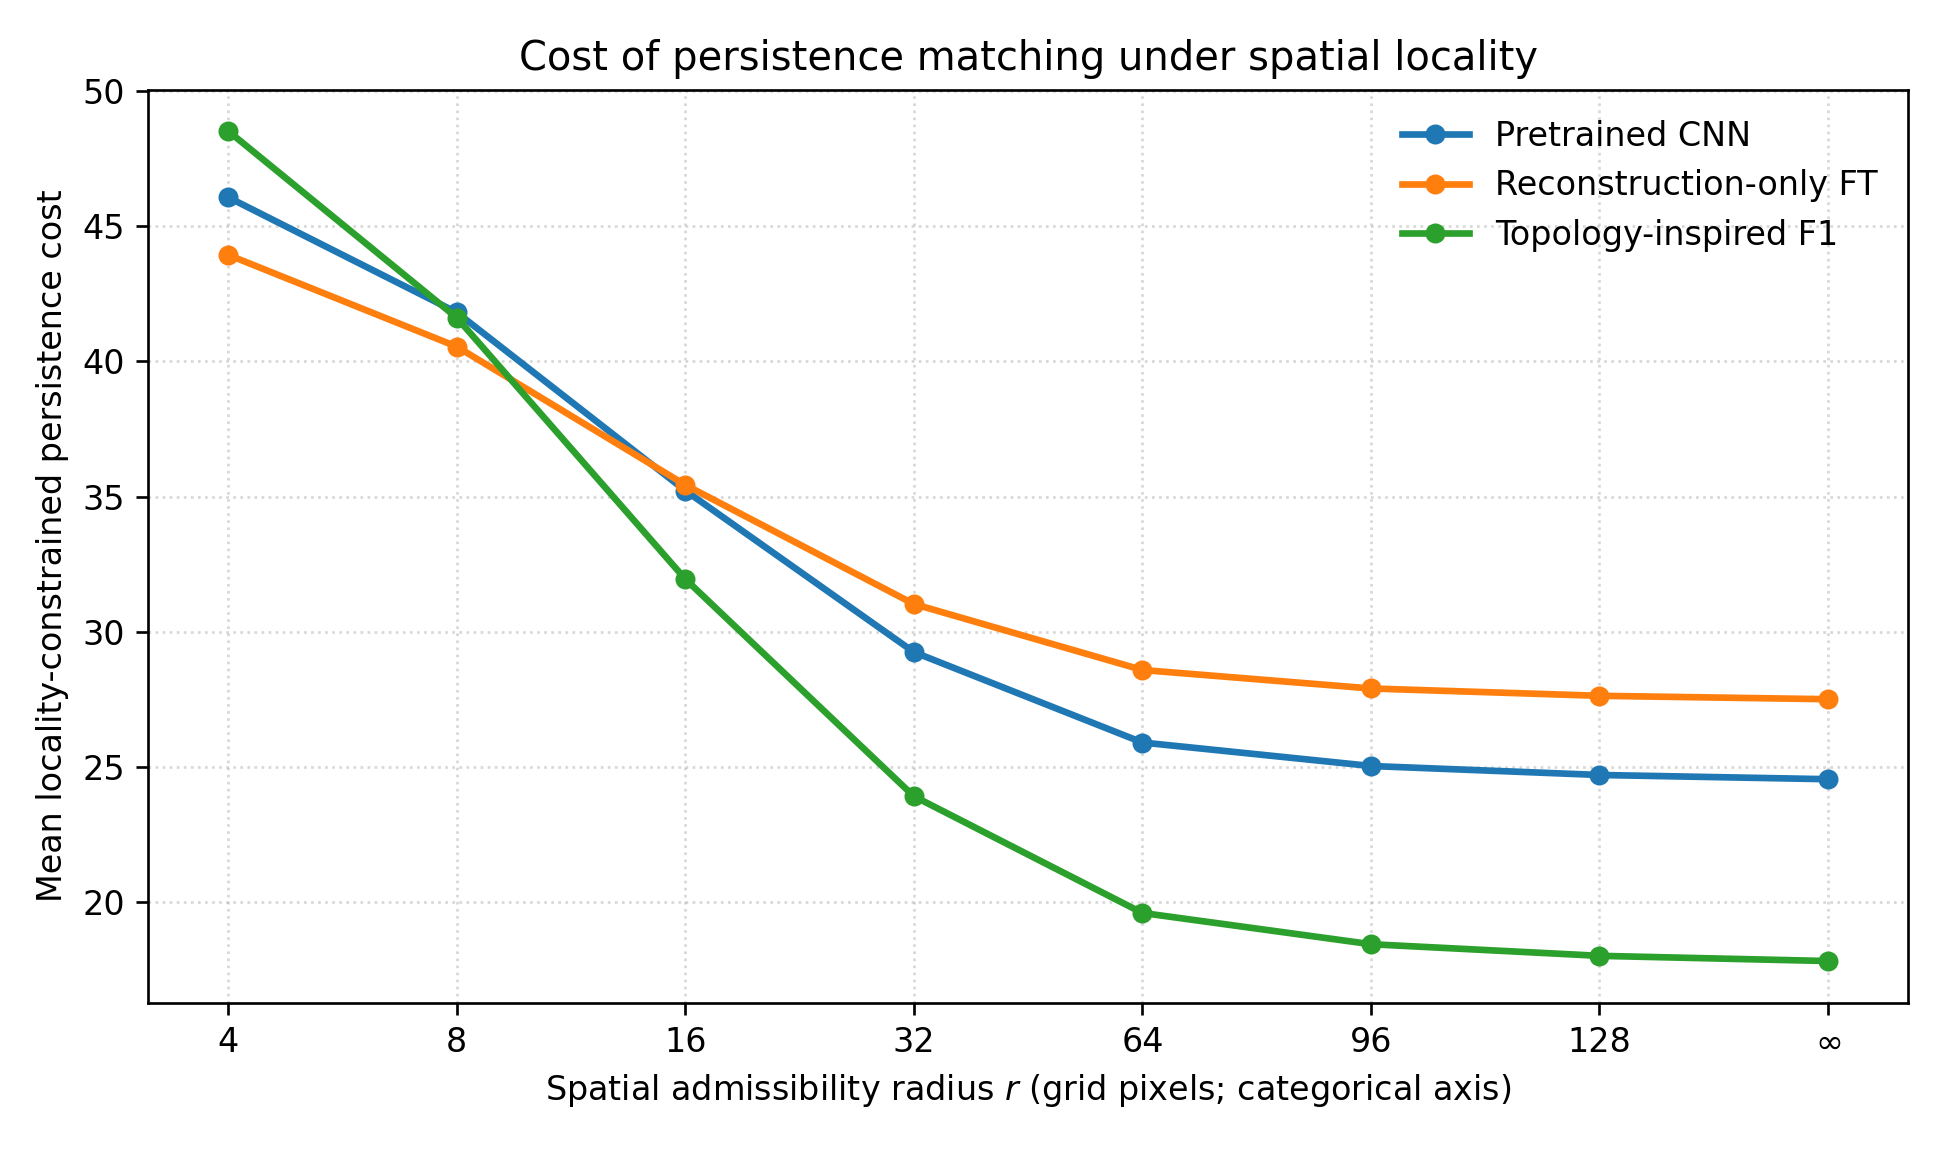 Cost of persistence matching under spatial locality
Mean locality-constrained persistence cost
50
45
40
35
30
25
20
Pretrained CNN
Reconstruction-only FT
Topology-inspired F1
4 8 16 32 64 96 128 ∞
Spatial admissibility radius r (grid pixels; categorical axis)